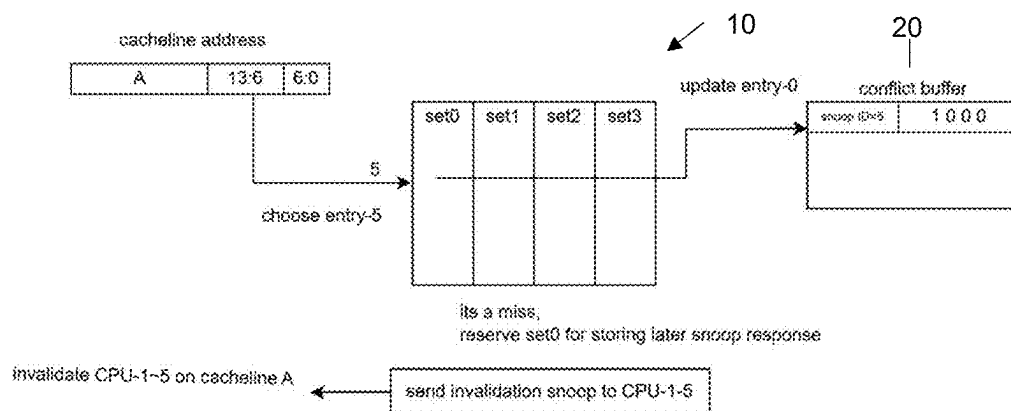 10
20
cacheline address
A 13:6 6:0
update entry-0
conflict buffer
set0 set1 set2 set3
snoop ID=5 1 0 0 0
5
choose entry-5
its a miss,
reserve set0 for storing later snoop response
invalidate CPU-1~5 on cacheline A
send invalidation snoop to CPU-1-5